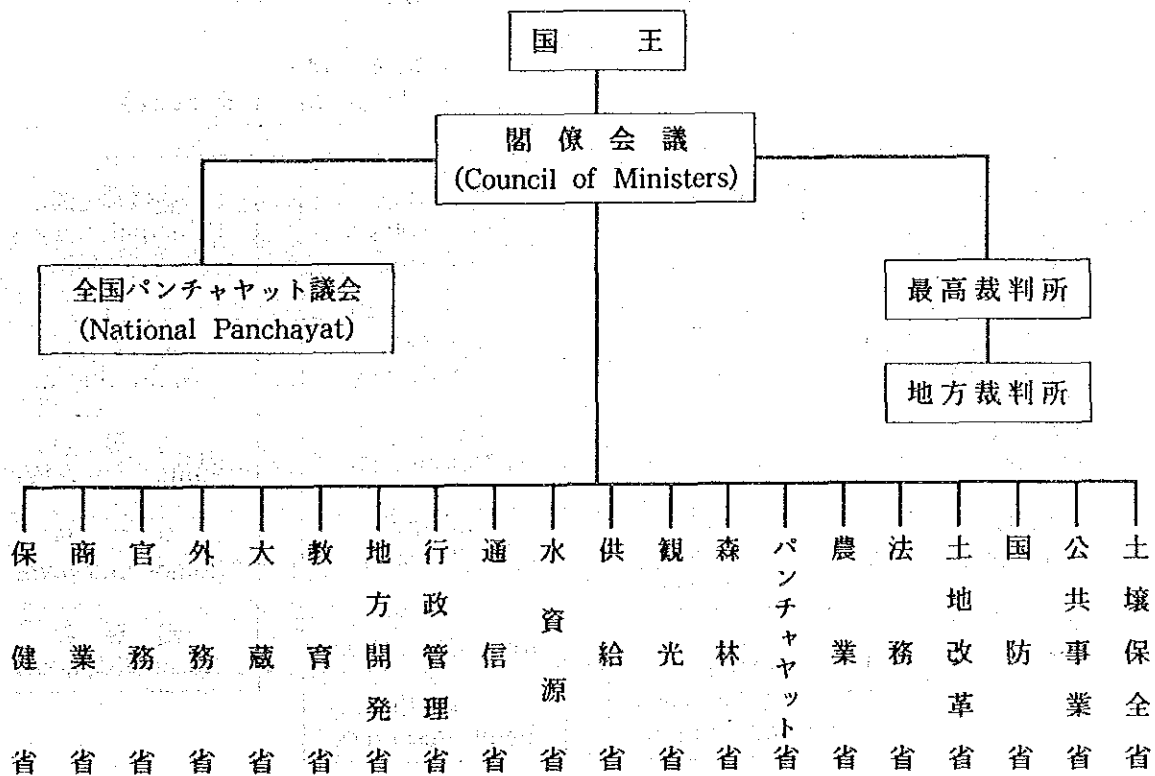 国王
閣僚会議
(Council of Ministers)
全国パンチャヤット議会
(National Panchayat)
最高裁判所
地方裁判所
保健省
商業省
官務省
外務省
大蔵省
教育省
地方開発省
行政管理省
通信省
水資源省
供給省
観光省
森林省
パンチャヤット省
農業省
法務省
土地改革省
国防省
公共事業省
土壌保全省